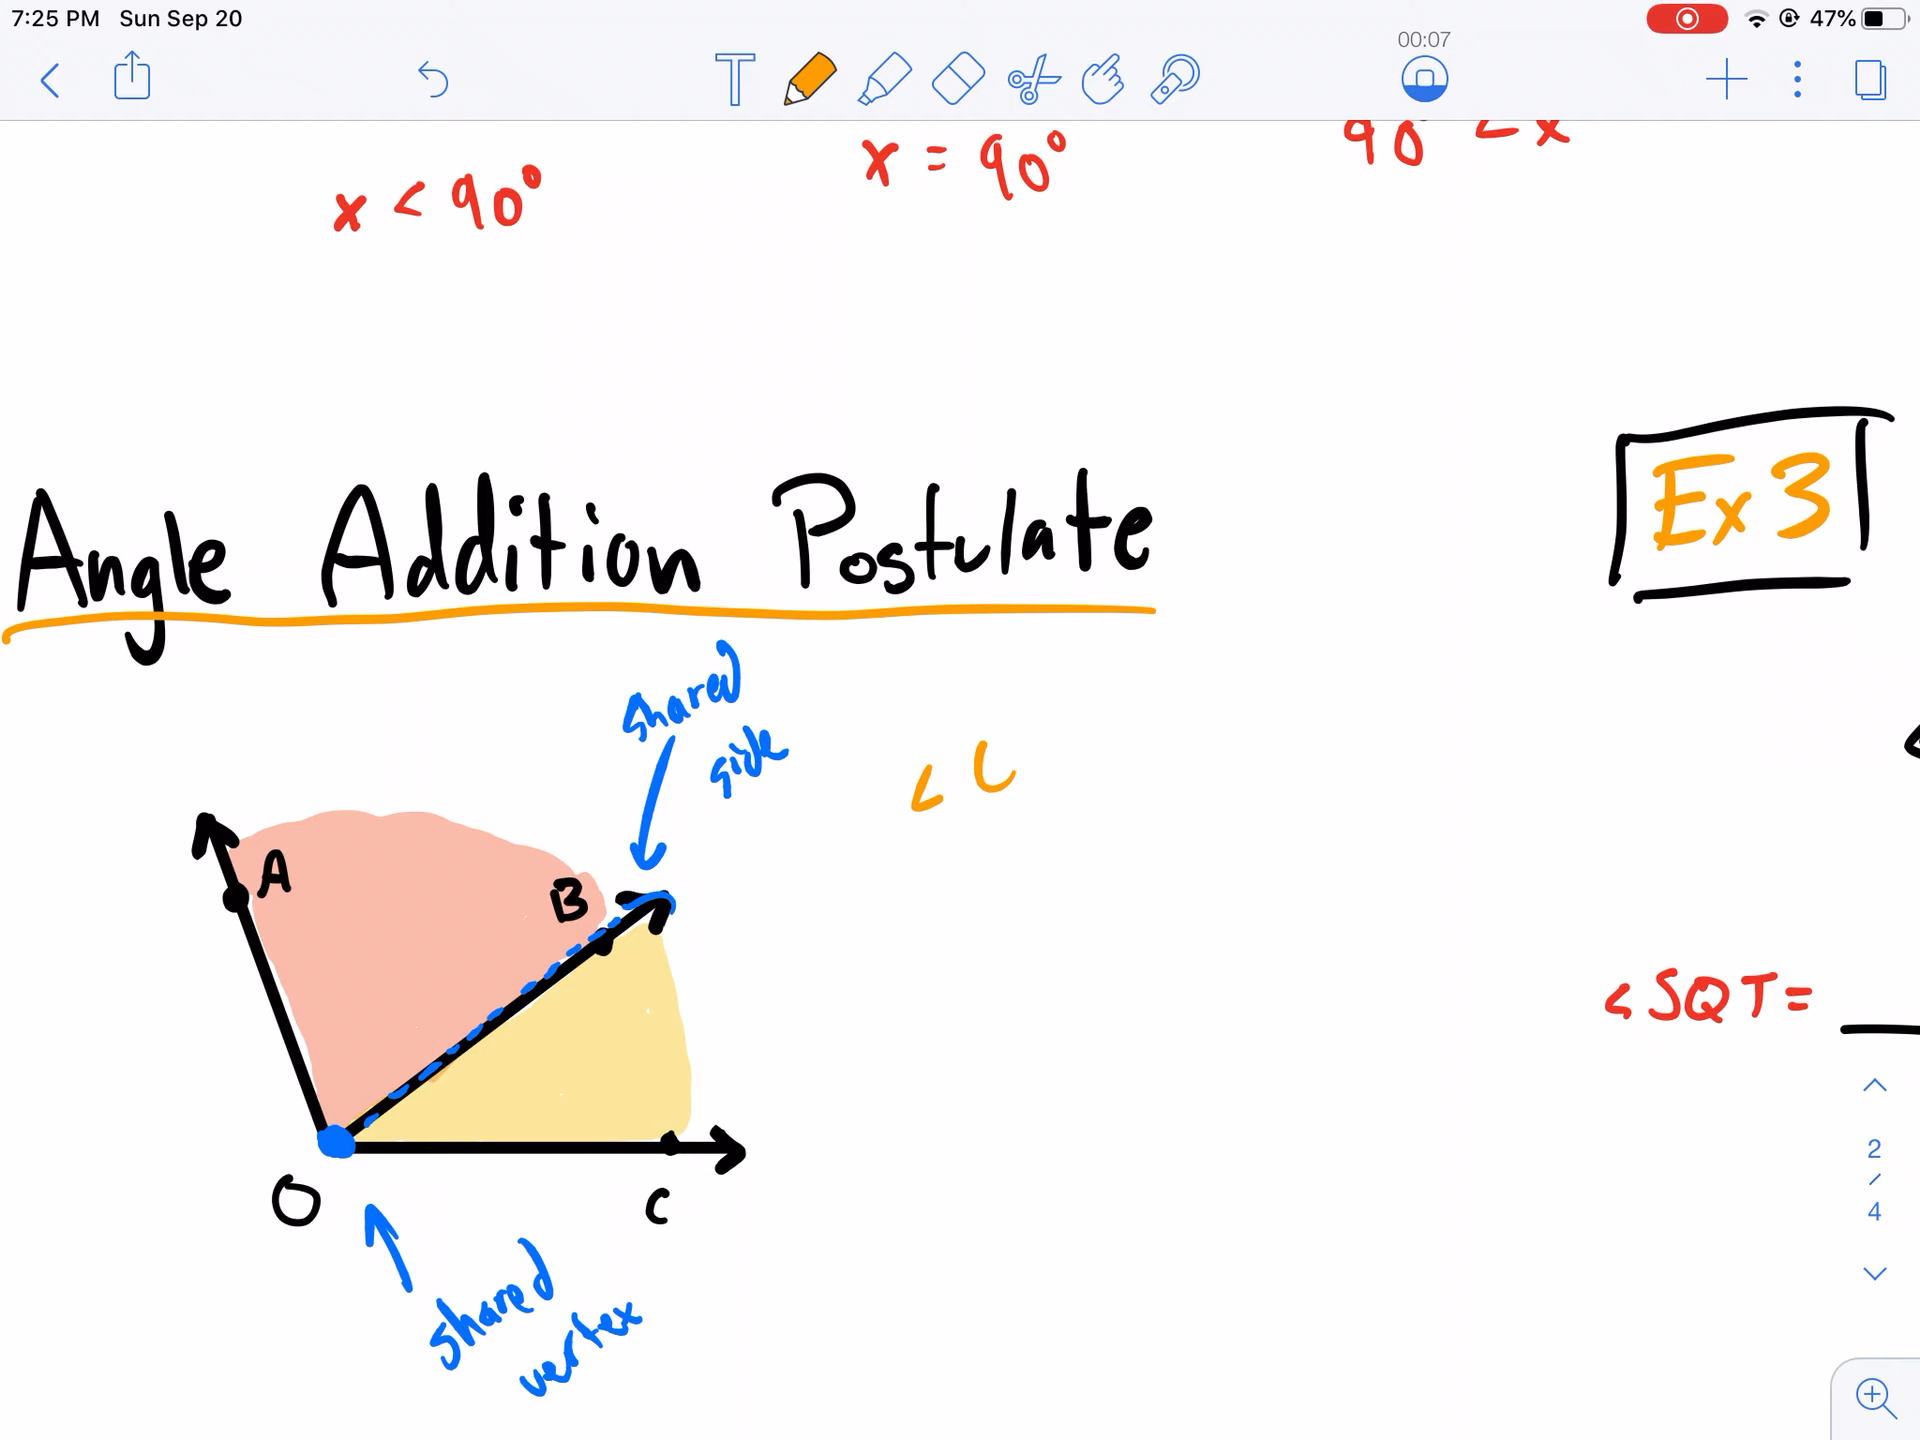 7:25 PM Sun Sep 20
47%
00:07
T
x < 90°
x = 90°
90° < x
Ex 3
Angle Addition Postulate
shared
side
< C
A
B
<SQT=
O
C
shared
vertex
2
/
4